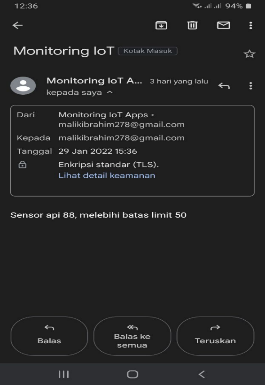 12:36
94%
Monitoring IoT Kotak Masuk
Monitoring IoT A... 3 hari yang lalu
kepada saya
Dari Monitoring IoT Apps •
malikibrahim278@gmail.com
Kepada malikibrahim278@gmail.com
Tanggal 29 Jan 2022 15:36
Enkripsi standar (TLS).
Lihat detail keamanan
Sensor api 88, melebihi batas limit 50
Balas
Balas ke
semua
Teruskan